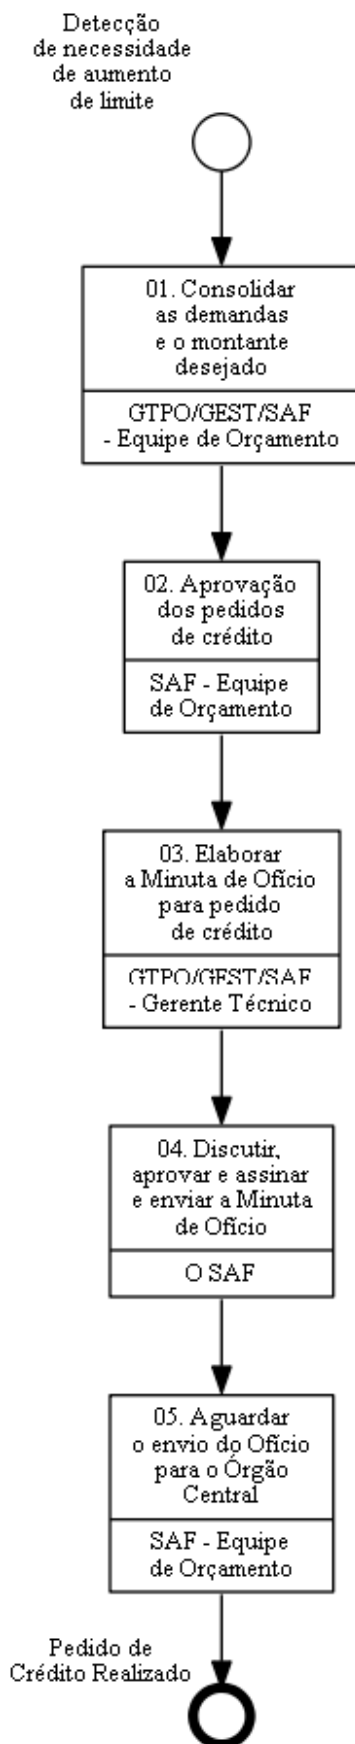 Detecção
de necessidade
de aumento
de limite
01. Consolidar
as demandas
e o montante
desejado
GTPO/GEST/SAF
- Equipe de Orçamento
02. Aprovação
dos pedidos
de crédito
SAF - Equipe
de Orçamento
03. Elaborar
a Minuta de Ofício
para pedido
de crédito
GTPO/GEST/SAF
- Gerente Técnico
04. Discutir,
aprovar e assinar
e enviar a Minuta
de Ofício
O SAF
05. Aguardar
o envio do Ofício
para o Órgão
Central
SAF - Equipe
de Orçamento
Pedido de
Crédito Realizado